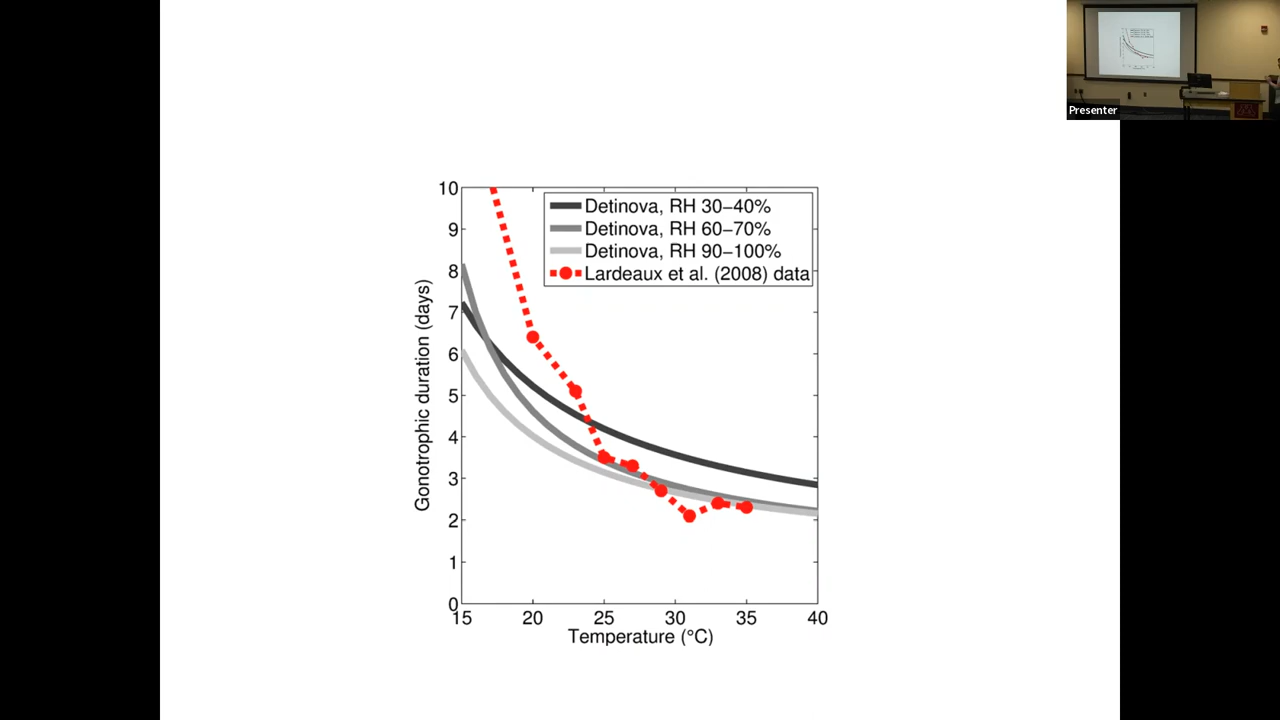 Presenter
10
9
8
7
6
5
4
3
2
1
0
Gonotrophic duration (days)
Detinova, RH 30–40%
Detinova, RH 60–70%
Detinova, RH 90–100%
Lardeaux et al. (2008) data
15 20 25 30 35 40
Temperature (°C)